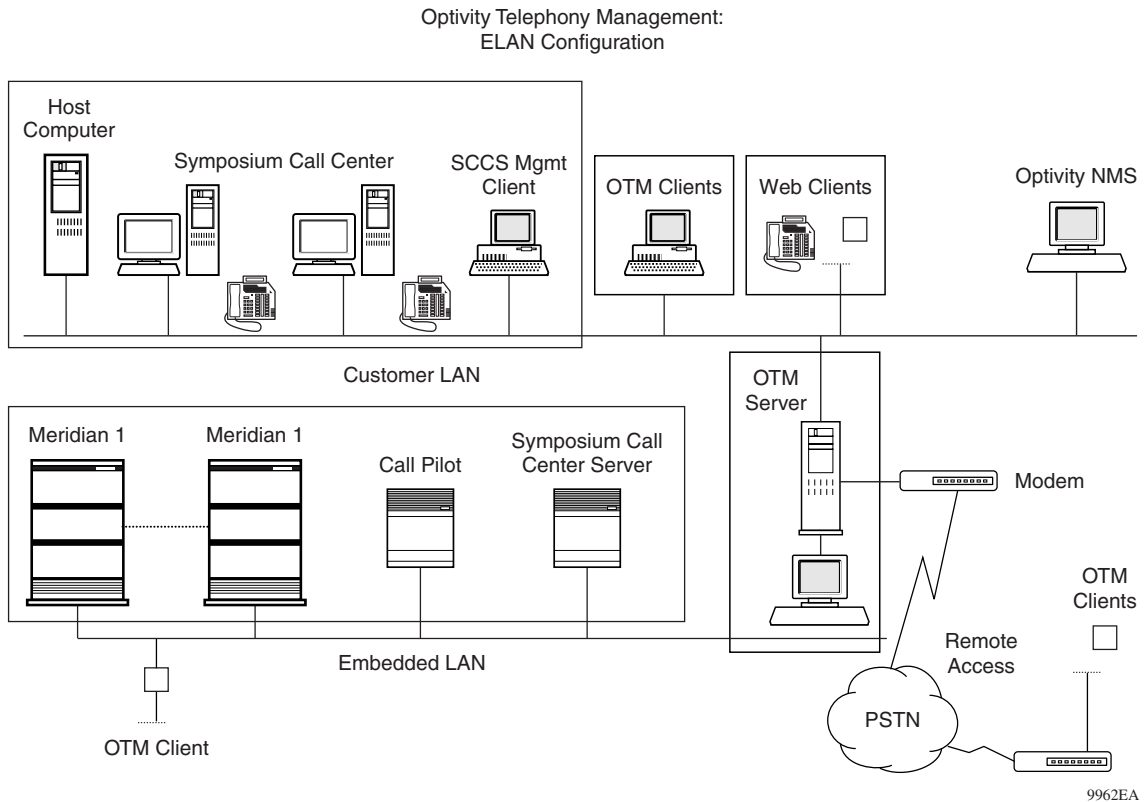 Optivity Telephony Management:
ELAN Configuration
Host
Computer
Symposium Call Center
SCCS Mgmt
Client
OTM Clients
Web Clients
Optivity NMS
Customer LAN
OTM
Server
Meridian 1
Meridian 1
Call Pilot
Symposium Call
Center Server
Modem
OTM
Clients
Embedded LAN
Remote
Access
PSTN
OTM Client
9962EA